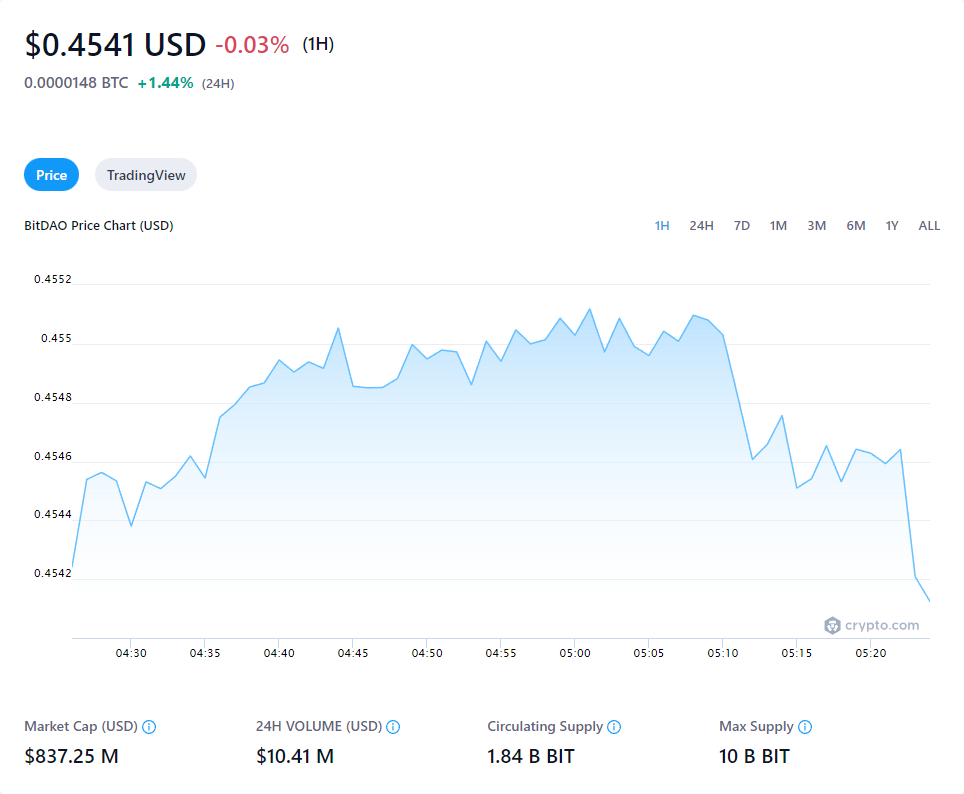 $0.4541 USD -0.03% (1H)
0.0000148 BTC +1.44% (24H)
Price TradingView
BitDAO Price Chart (USD) 1H 24H 7D 1M 3M 6M 1Y ALL
0.4552
0.455
0.4548
0.4546
0.4544
0.4542
crypto.com
04:30 04:35 04:40 04:45 04:50 04:55 05:00 05:05 05:10 05:15 05:20
Market Cap (USD) 24H VOLUME (USD) Circulating Supply Max Supply
$837.25 M $10.41 M 1.84 B BIT 10 B BIT